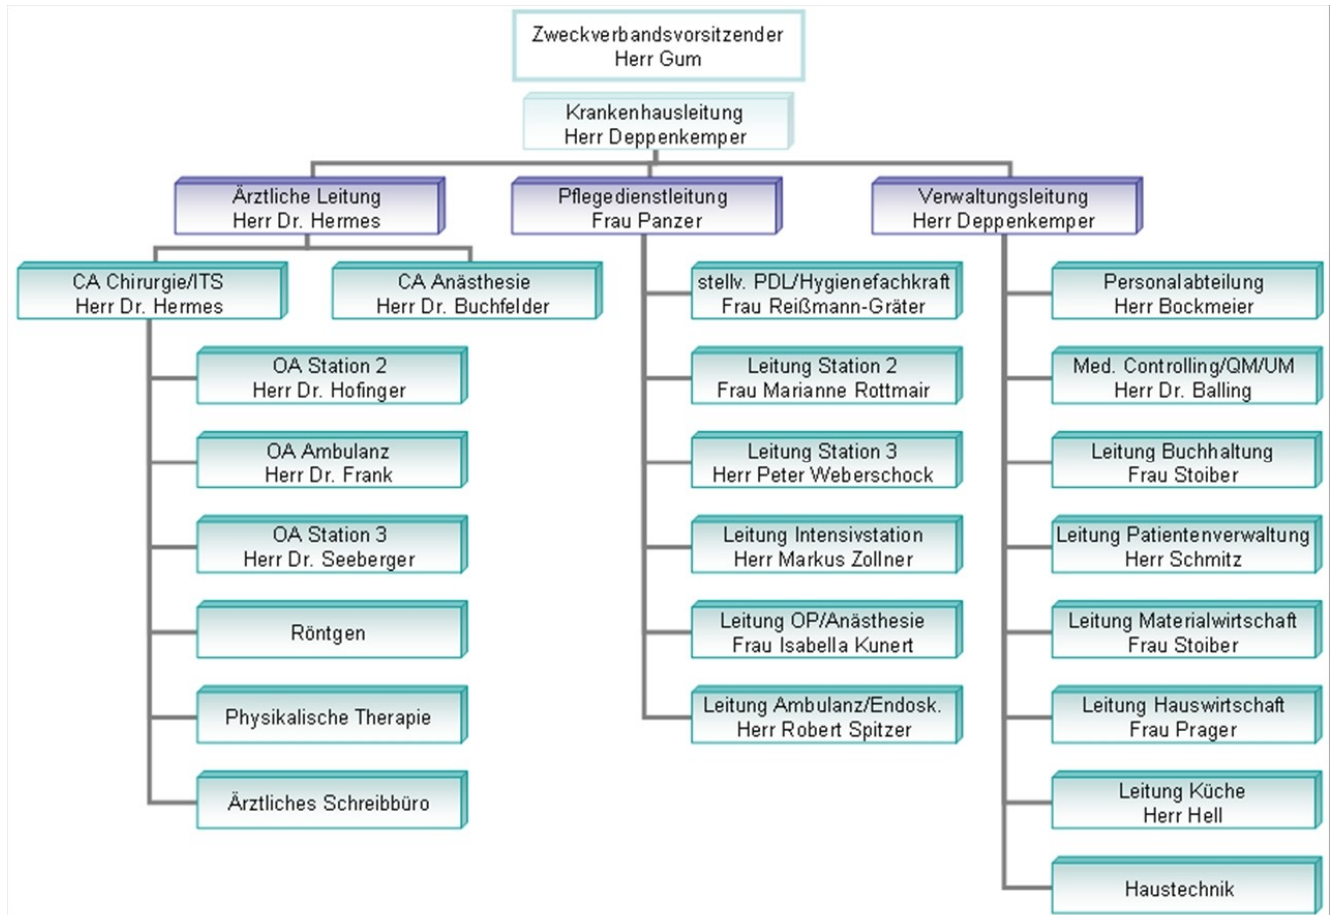 Zweckverbandsvorsitzender
Herr Gum
Krankenhausleitung
Herr Deppenkemper
Ärztliche Leitung
Herr Dr. Hermes
Pflegedienstleitung
Frau Panzer
Verwaltungsleitung
Herr Deppenkemper
CA Chirurgie/ITS
Herr Dr. Hermes
CA Anästhesie
Herr Dr. Buchfelder
OA Station 2
Herr Dr. Hofinger
OA Ambulanz
Herr Dr. Frank
OA Station 3
Herr Dr. Seeberger
Röntgen
Physikalische Therapie
Ärztliches Schreibbüro
stellv. PDL/Hygienefachkraft
Frau Reißmann-Gräter
Leitung Station 2
Frau Marianne Rottmair
Leitung Station 3
Herr Peter Weberschock
Leitung Intensivstation
Herr Markus Zollner
Leitung OP/Anästhesie
Frau Isabella Kunert
Leitung Ambulanz/Endosk.
Herr Robert Spitzer
Personalabteilung
Herr Bockmeier
Med. Controlling/QM/UM
Herr Dr. Balling
Leitung Buchhaltung
Frau Stoiber
Leitung Patientenverwaltung
Herr Schmitz
Leitung Materialwirtschaft
Frau Stoiber
Leitung Hauswirtschaft
Frau Prager
Leitung Küche
Herr Hell
Haustechnik